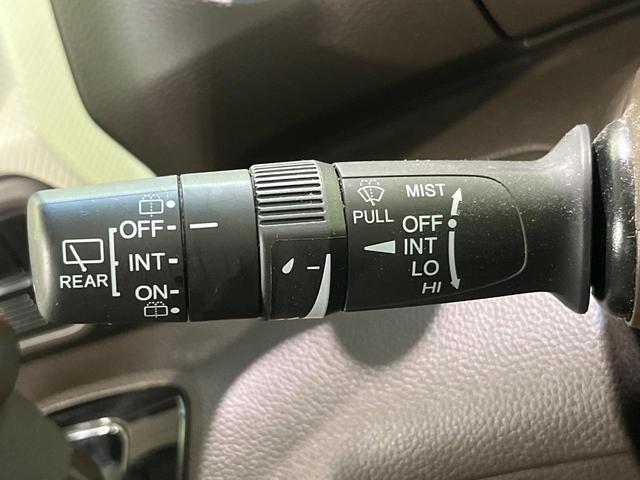 OFF
INT
ON
REAR
PULL
MIST
OFF
INT
LO
HI